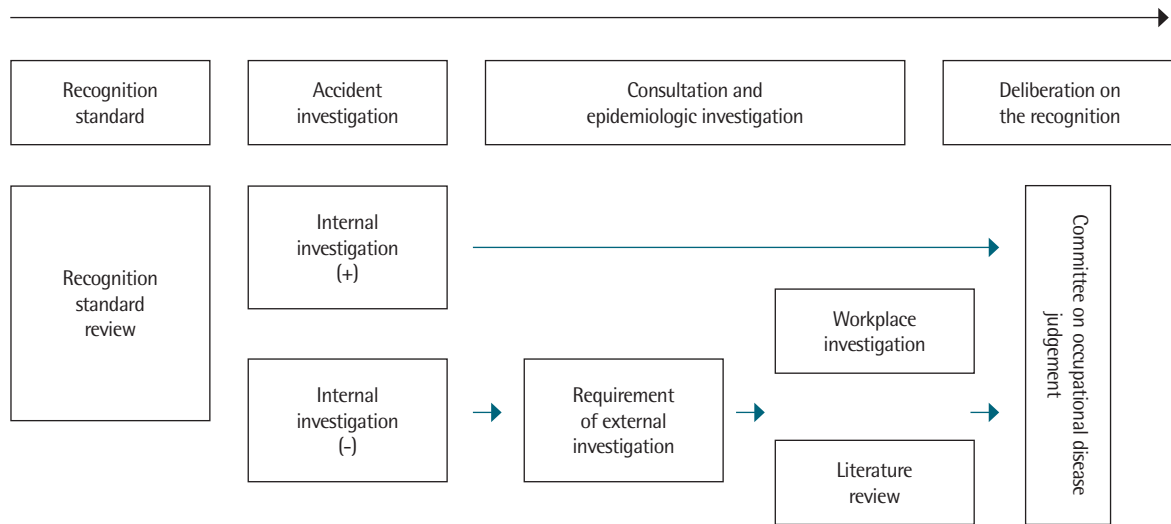 Recognition
standard
Accident
investigation
Consultation and
epidemiologic investigation
Deliberation on
the recognition
Recognition
standard
review
Internal
investigation
(+)
Internal
investigation
(-)
Requirement
of external
investigation
Workplace
investigation
Literature
review
Committee on occupational disease
judgement